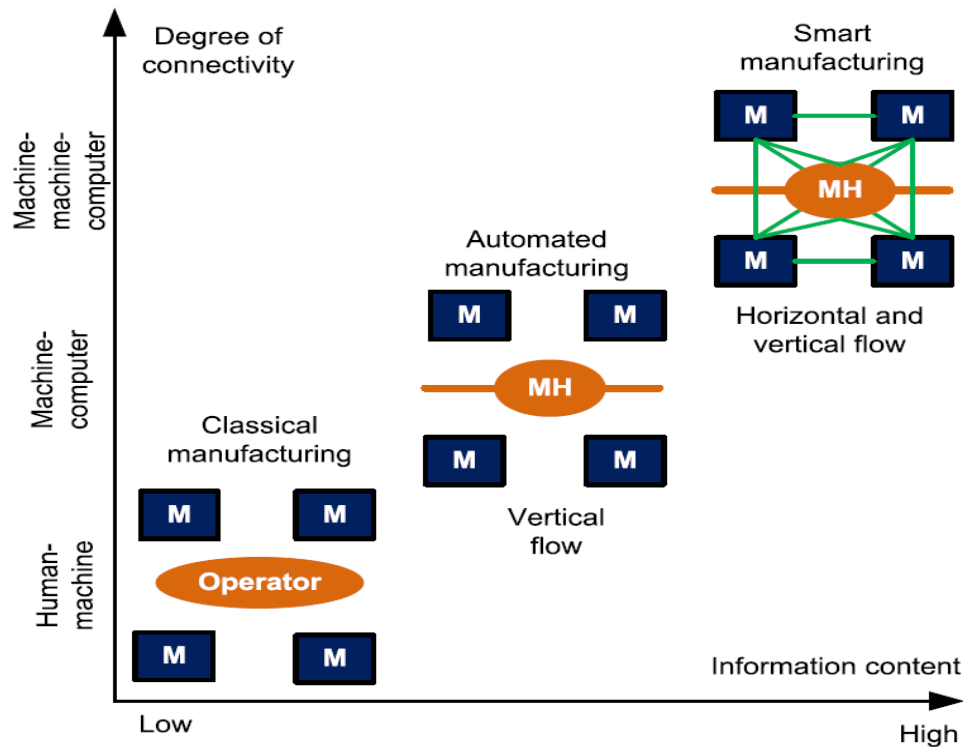 Degree of
connectivity
Smart
manufacturing
M
M
MH
M
M
Horizontal and
vertical flow
Machine-
machine-
computer
Automated
manufacturing
M
M
MH
M
M
Vertical
flow
Machine-
computer
Classical
manufacturing
M
M
Operator
M
M
Human-
machine
Information content
Low
High